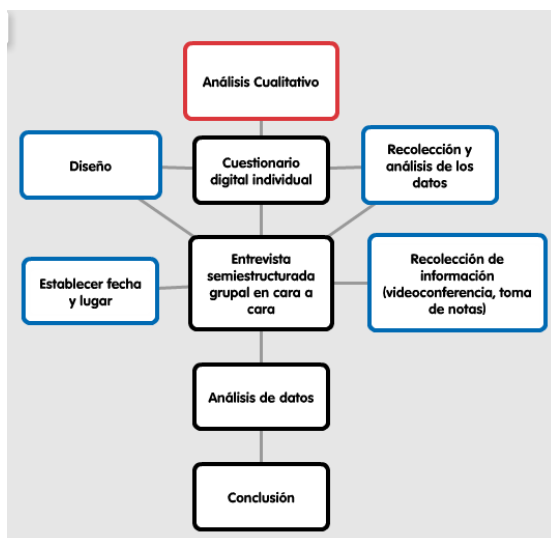 Análisis Cualitativo
Diseño
Cuestionario
digital individual
Recolección y
análisis de los
datos
Establecer fecha
y lugar
Entrevista
semiestructurada
grupal en cara a
cara
Recolección de
información
(videoconferencia, toma
de notas)
Análisis de datos
Conclusión